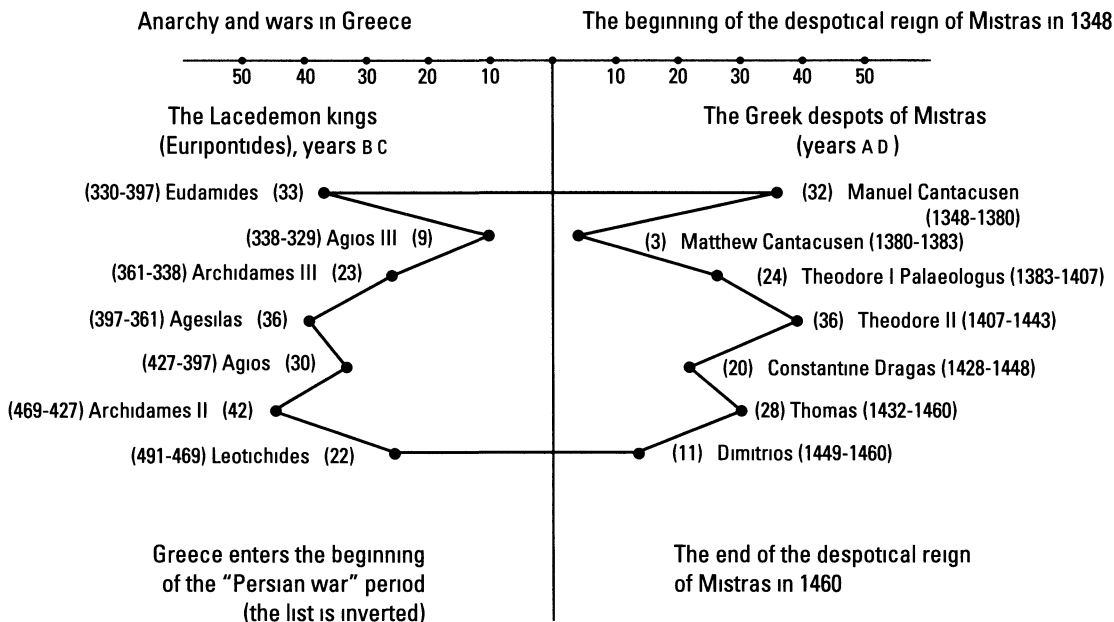 Anarchy and wars in Greece
The beginning of the despotical reign of Mistras in 1348
50 40 30 20 10 10 20 30 40 50
The Lacedemon kings
(Euripontides), years B C
The Greek despots of Mistras
(years A D )
(330-397) Eudamides (33)
(32) Manuel Cantacusen
(1348-1380)
(338-329) Agios III (9)
(3) Matthew Cantacusen (1380-1383)
(361-338) Archidames III (23)
(24) Theodore I Palaeologus (1383-1407)
(397-361) Agesilas (36)
(36) Theodore II (1407-1443)
(427-397) Agios (30)
(20) Constantine Dragas (1428-1448)
(469-427) Archidames II (42)
(28) Thomas (1432-1460)
(491-469) Leotichides (22)
(11) Dimitrios (1449-1460)
Greece enters the beginning
of the “Persian war” period
(the list is inverted)
The end of the despotical reign
of Mistras in 1460